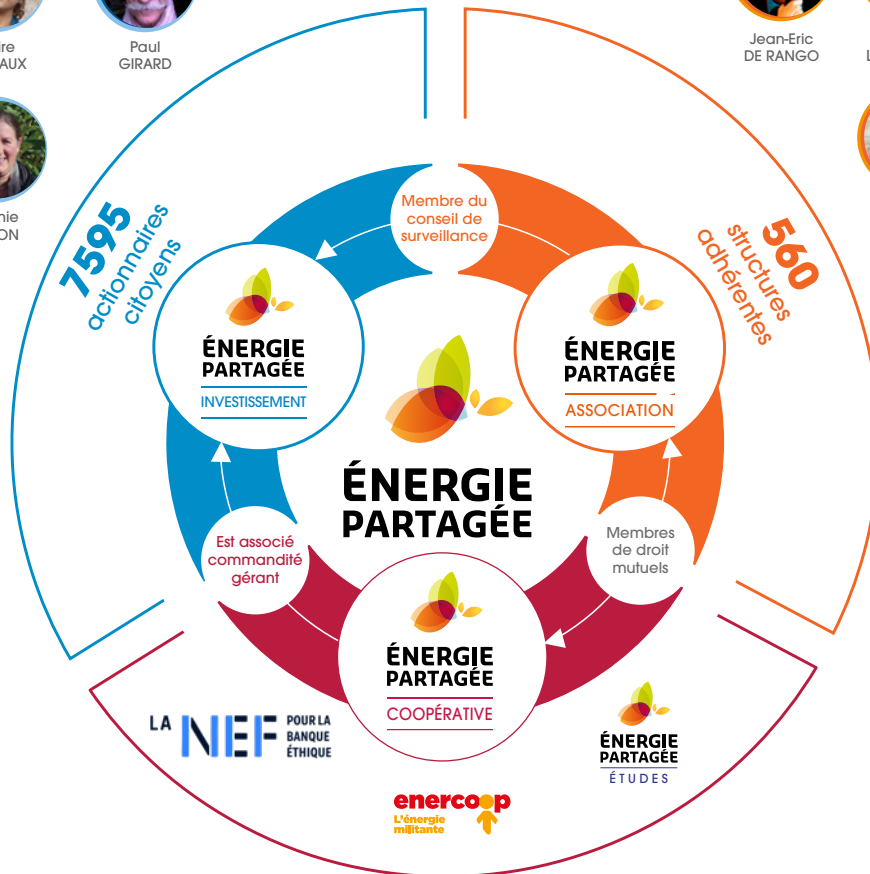 Paul
GIRARD
Jean-Eric
DE RANGO
7595
actionnaires
citoyens
560
structures
adhérentes
Membre du
conseil de
surveillance
ÉNERGIE
PARTAGÉE
INVESTISSEMENT
ÉNERGIE
PARTAGÉE
ASSOCIATION
ÉNERGIE
PARTAGÉE
Est associé
commandité
gérant
Membres
de droit
mutuels
ÉNERGIE
PARTAGÉE
COOPÉRATIVE
LA NEF POUR LA
BANQUE
ÉTHIQUE
ÉNERGIE
PARTAGÉE
ÉTUDES
enercoop
L'énergie
militante